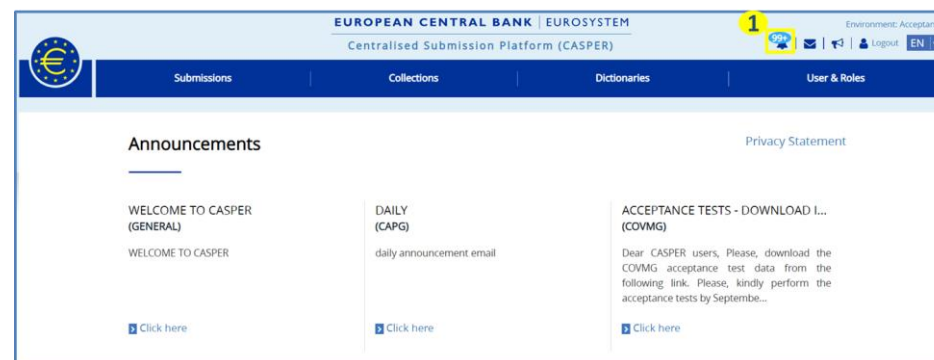 EUROPEAN CENTRAL BANK | EUROSYSTEM
Centralised Submission Platform (CASPER)
1
Environment: Acceptan
99+
Logout
EN
Submissions
Collections
Dictionaries
User & Roles
Announcements
Privacy Statement
WELCOME TO CASPER
(GENERAL)
WELCOME TO CASPER
Click here
DAILY
(CAPG)
daily announcement email
Click here
ACCEPTANCE TESTS - DOWNLOAD I...
(COVMG)
Dear CASPER users, Please, download the
COVMG acceptance test data from the
following link. Please, kindly perform the
acceptance tests by Septembe...
Click here